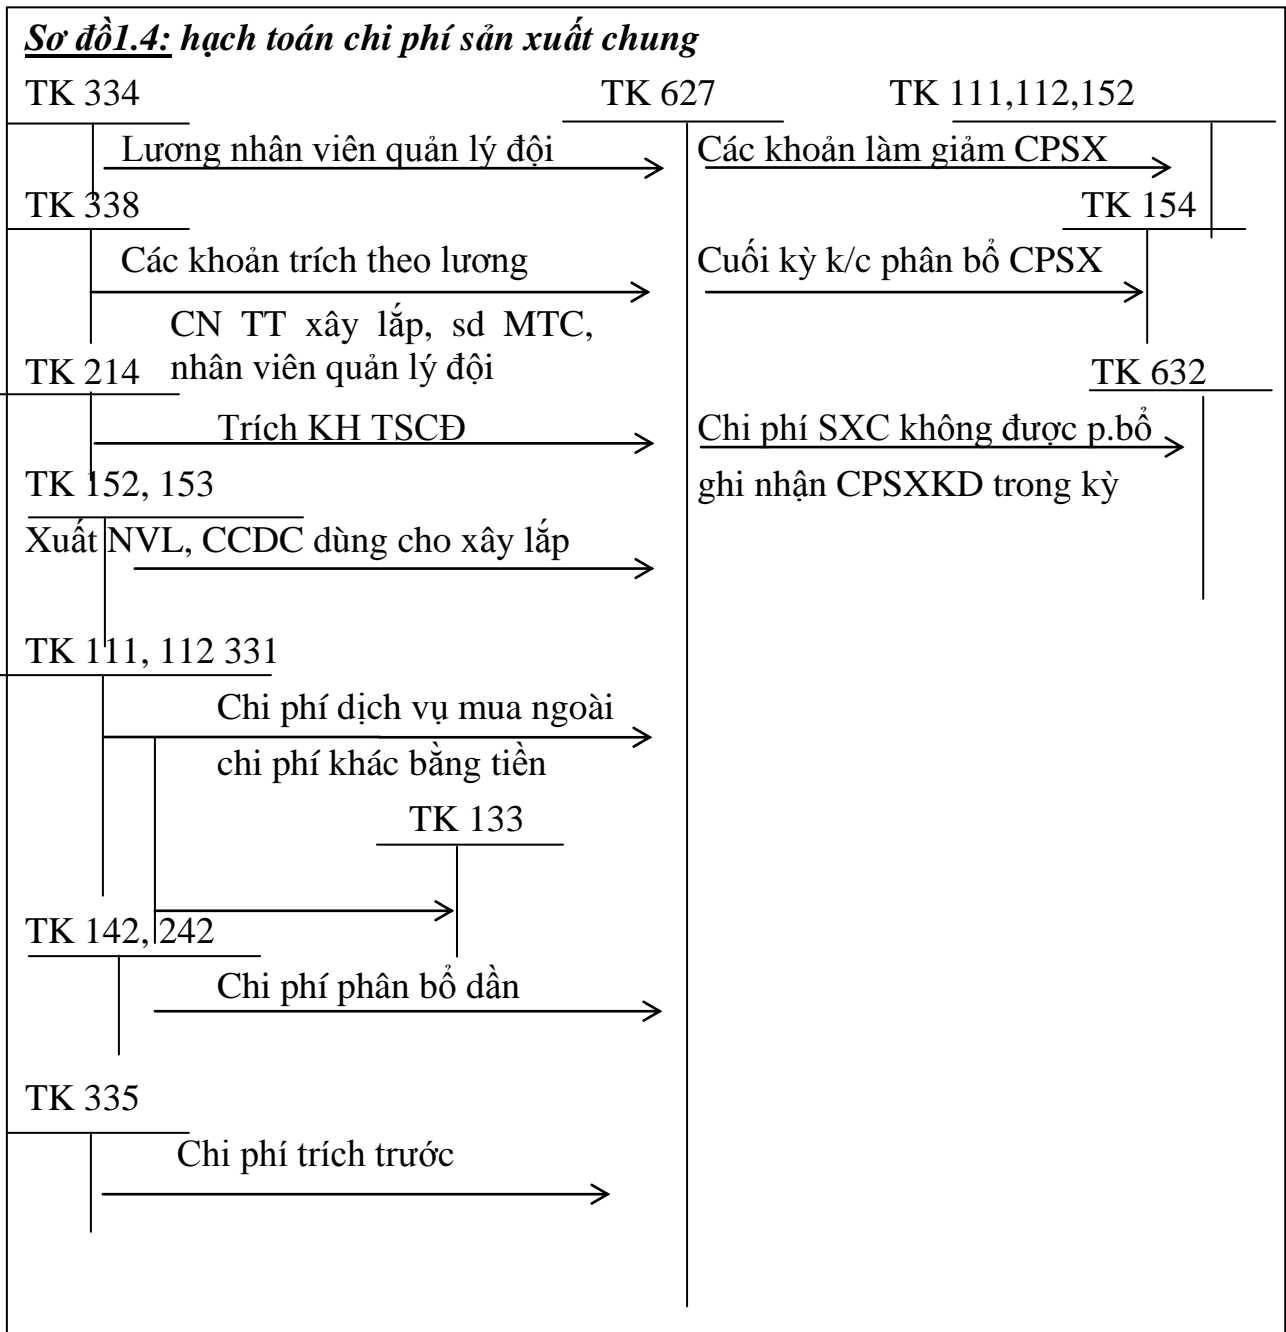 Sơ đồ1.4: hạch toán chi phí sản xuất chung
TK 334
TK 627
TK 111,112,152
Lương nhân viên quản lý đội
Các khoản làm giảm CPSX
TK 338
TK 154
Các khoản trích theo lương
Cuối kỳ k/c phân bổ CPSX
CN TT xây lắp, sd MTC,
nhân viên quản lý đội
TK 214
TK 632
Trích KH TSCĐ
Chi phí SXC không được p.bổ
TK 152, 153
ghi nhận CPSXKD trong kỳ
Xuất NVL, CCDC dùng cho xây lắp
TK 111, 112 331
Chi phí dịch vụ mua ngoài
chi phí khác bằng tiền
TK 133
TK 142, 242
Chi phí phân bổ dần
TK 335
Chi phí trích trước